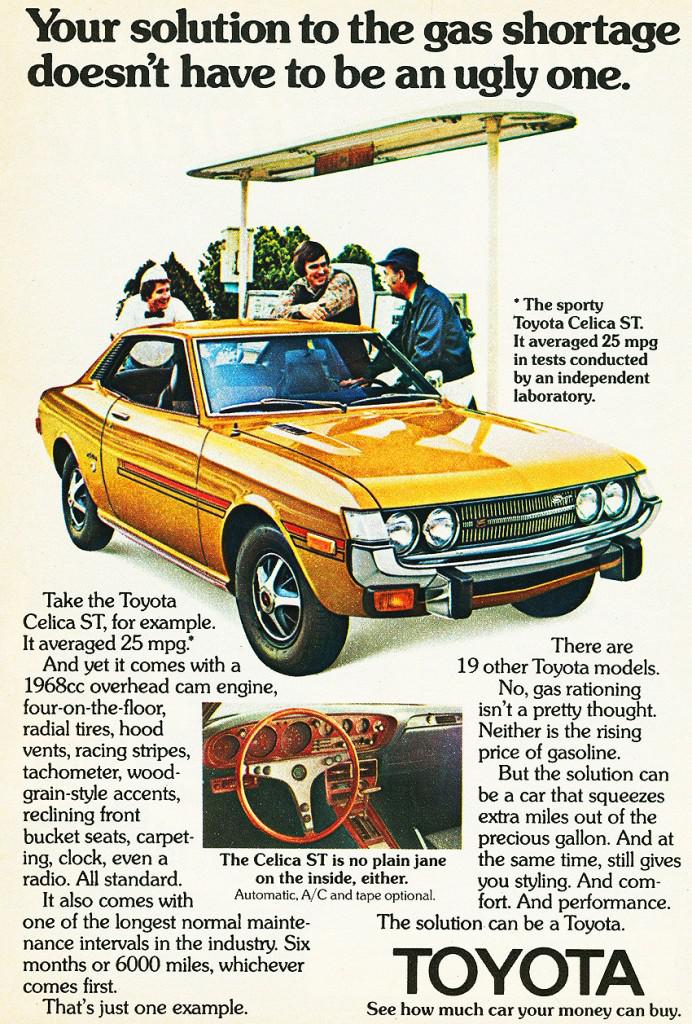 Your solution to the gas shortage
doesn't have to be an ugly one.
* The sporty
Toyota Celica ST.
It averaged 25 mpg
in tests conducted
by an independent
laboratory.
Take the Toyota
Celica ST, for example.
It averaged 25 mpg.*
And yet it comes with a
1968cc overhead cam engine,
four-on-the-floor,
radial tires, hood
vents, racing stripes,
tachometer, wood-
grain-style accents,
reclining front
bucket seats, carpet-
ing, clock, even a
radio. All standard.
It also comes with
one of the longest normal mainte-
nance intervals in the industry. Six
months or 6000 miles, whichever
comes first.
That's just one example.
The Celica ST is no plain jane
on the inside, either.
Automatic, A/C and tape optional.
There are
19 other Toyota models.
No, gas rationing
isn't a pretty thought.
Neither is the rising
price of gasoline.
But the solution can
be a car that squeezes
extra miles out of the
precious gallon. And at
the same time, still gives
you styling. And com-
fort. And performance.
The solution can be a Toyota.
TOYOTA
See how much car your money can buy.